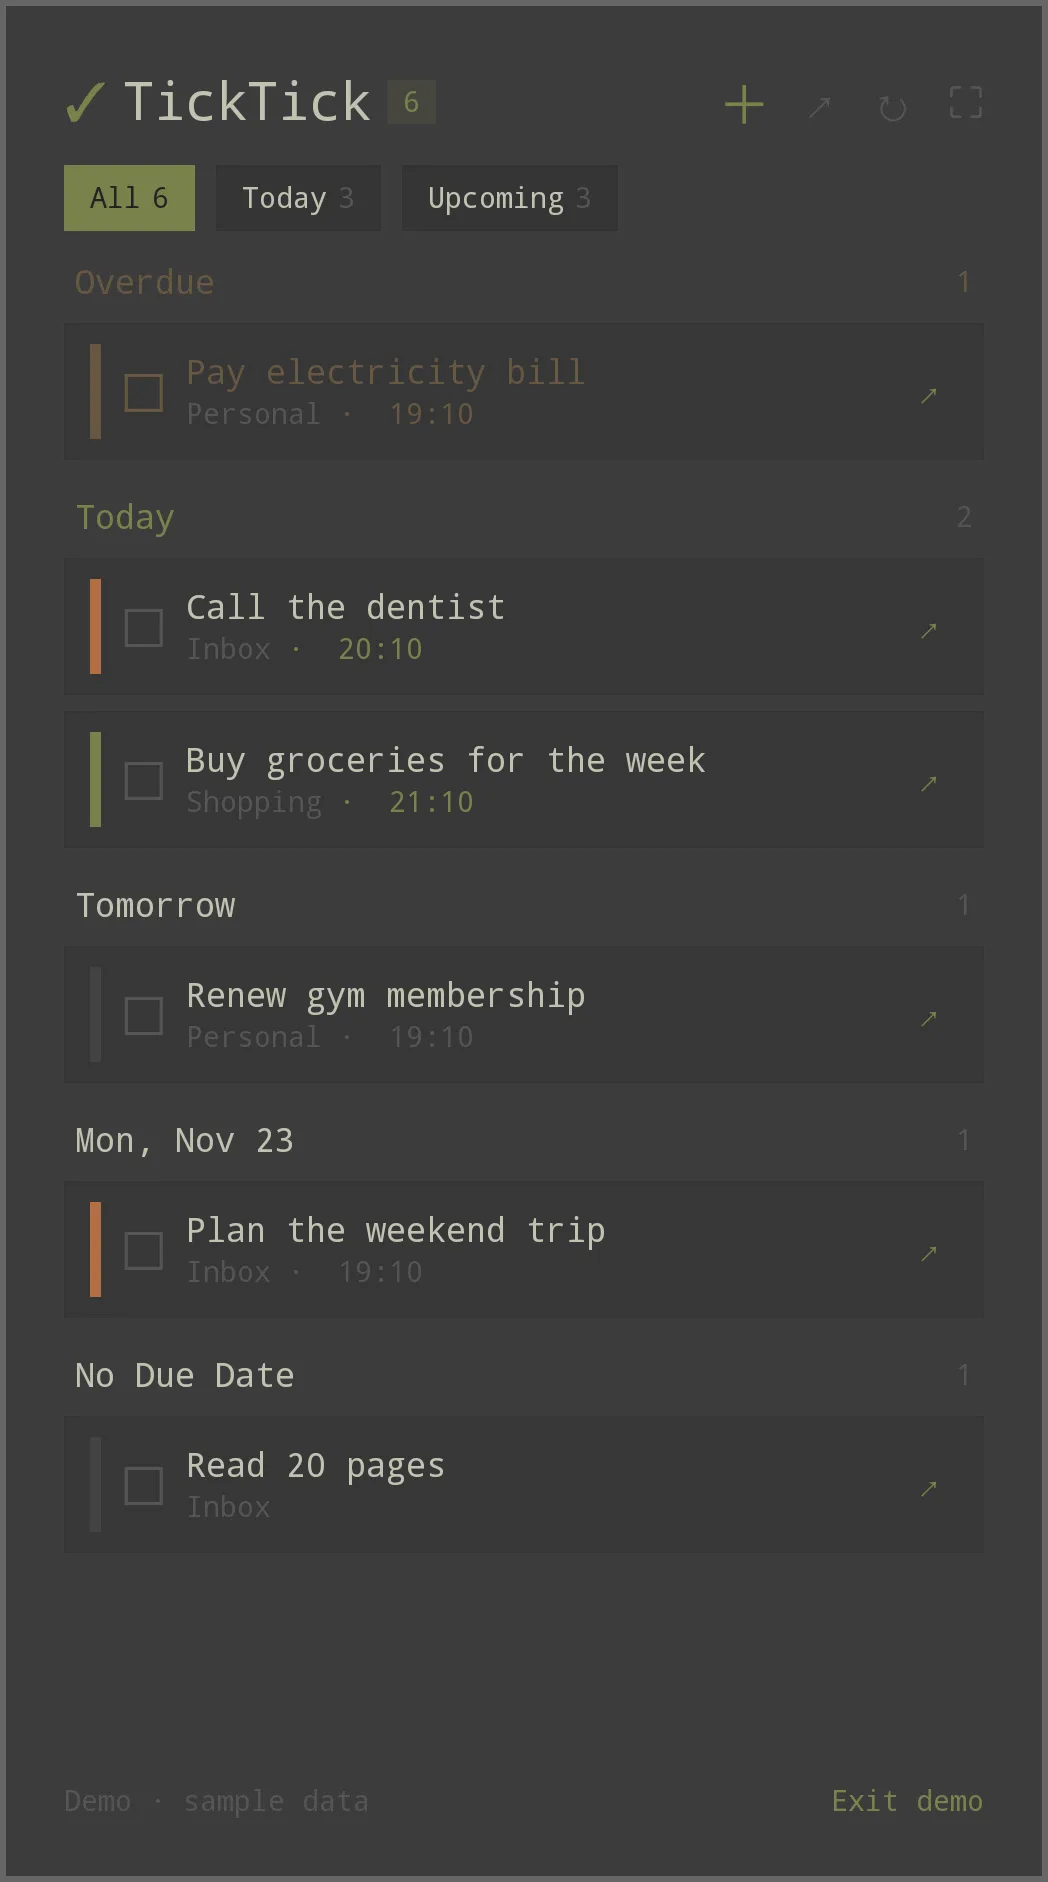 ✓ TickTick 6
All 6 Today 3 Upcoming 3
Overdue 1
Pay electricity bill
Personal · 19:10
Today 2
Call the dentist
Inbox · 20:10
Buy groceries for the week
Shopping · 21:10
Tomorrow 1
Renew gym membership
Personal · 19:10
Mon, Nov 23 1
Plan the weekend trip
Inbox · 19:10
No Due Date 1
Read 20 pages
Inbox
Demo · sample data Exit demo